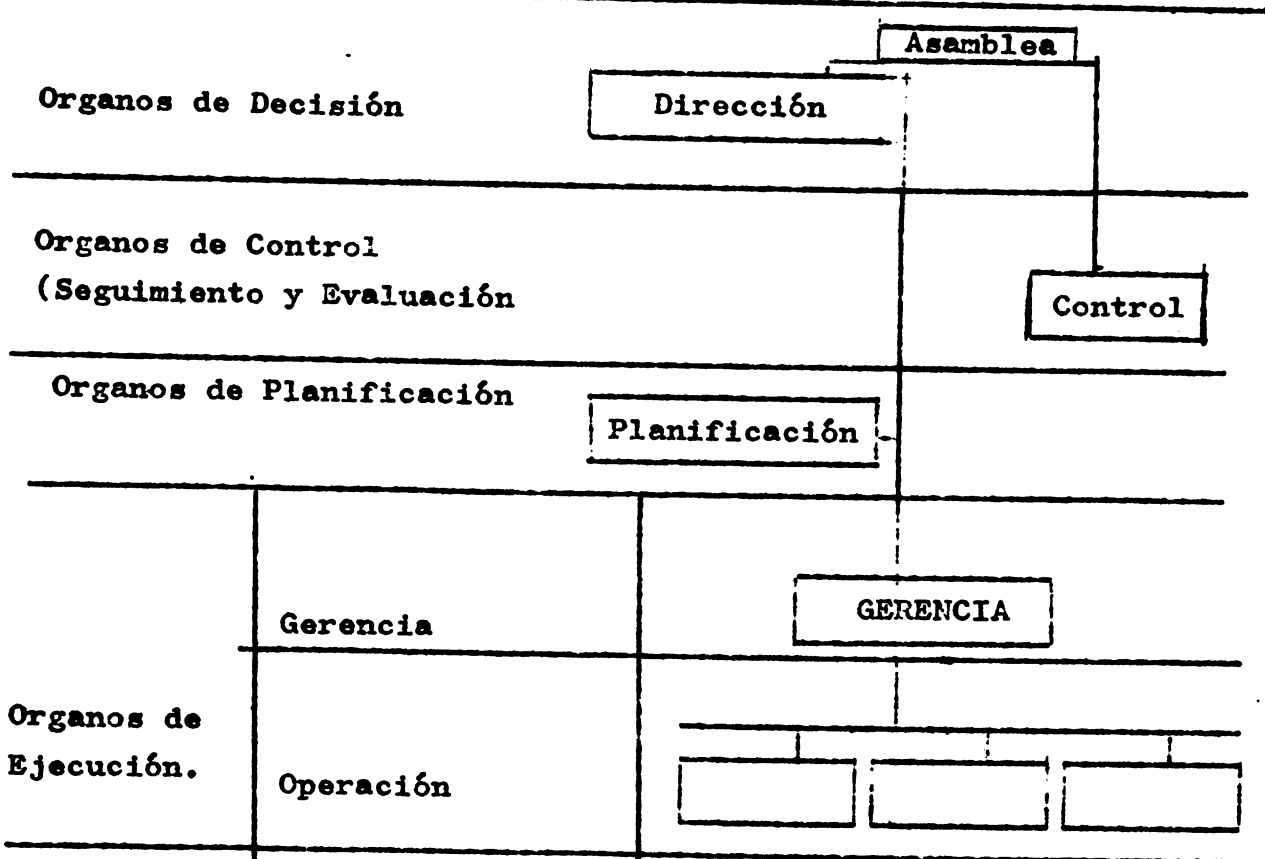 Asamblea
Organos de Decisión
Dirección
Organos de Control
(Seguimiento y Evaluación
Control
Organos de Planificación
Planificación
GERENCIA
Gerencia
Organos de
Ejecución.
Operación